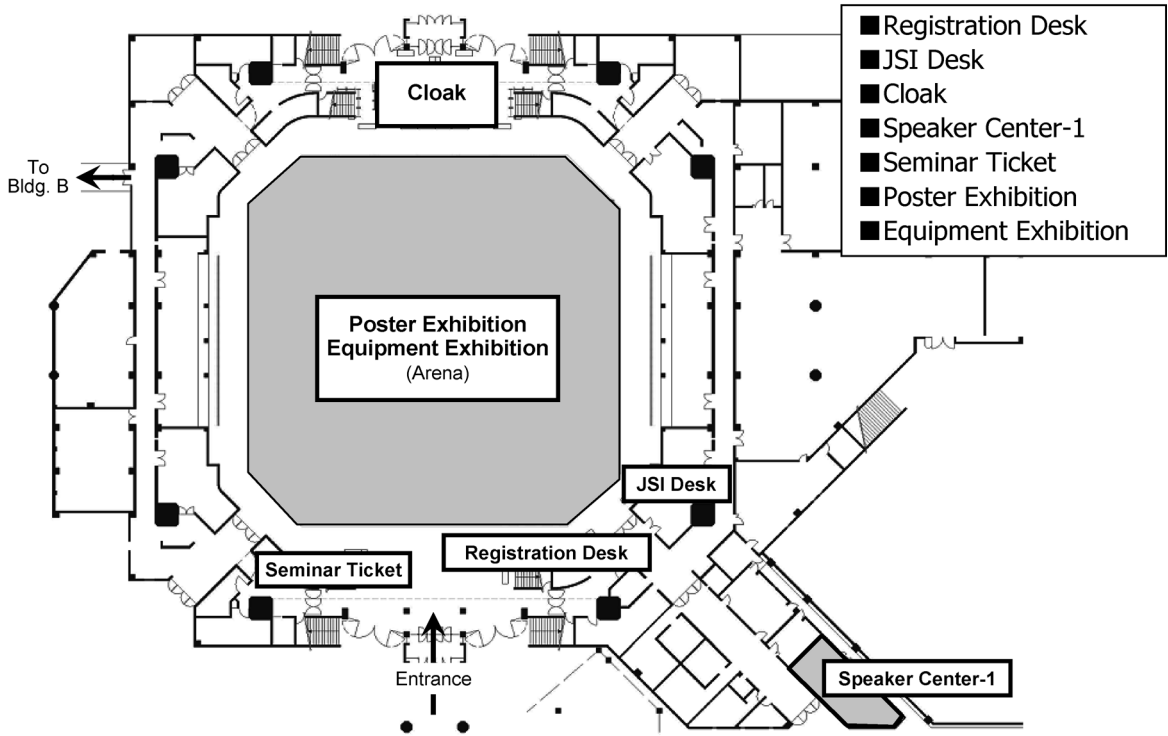 ■Registration Desk
■JSI Desk
■Cloak
■Speaker Center-1
■Seminar Ticket
■Poster Exhibition
■Equipment Exhibition
Cloak
To
Bldg. B
Poster Exhibition
Equipment Exhibition
(Arena)
JSI Desk
Registration Desk
Seminar Ticket
Entrance
Speaker Center-1